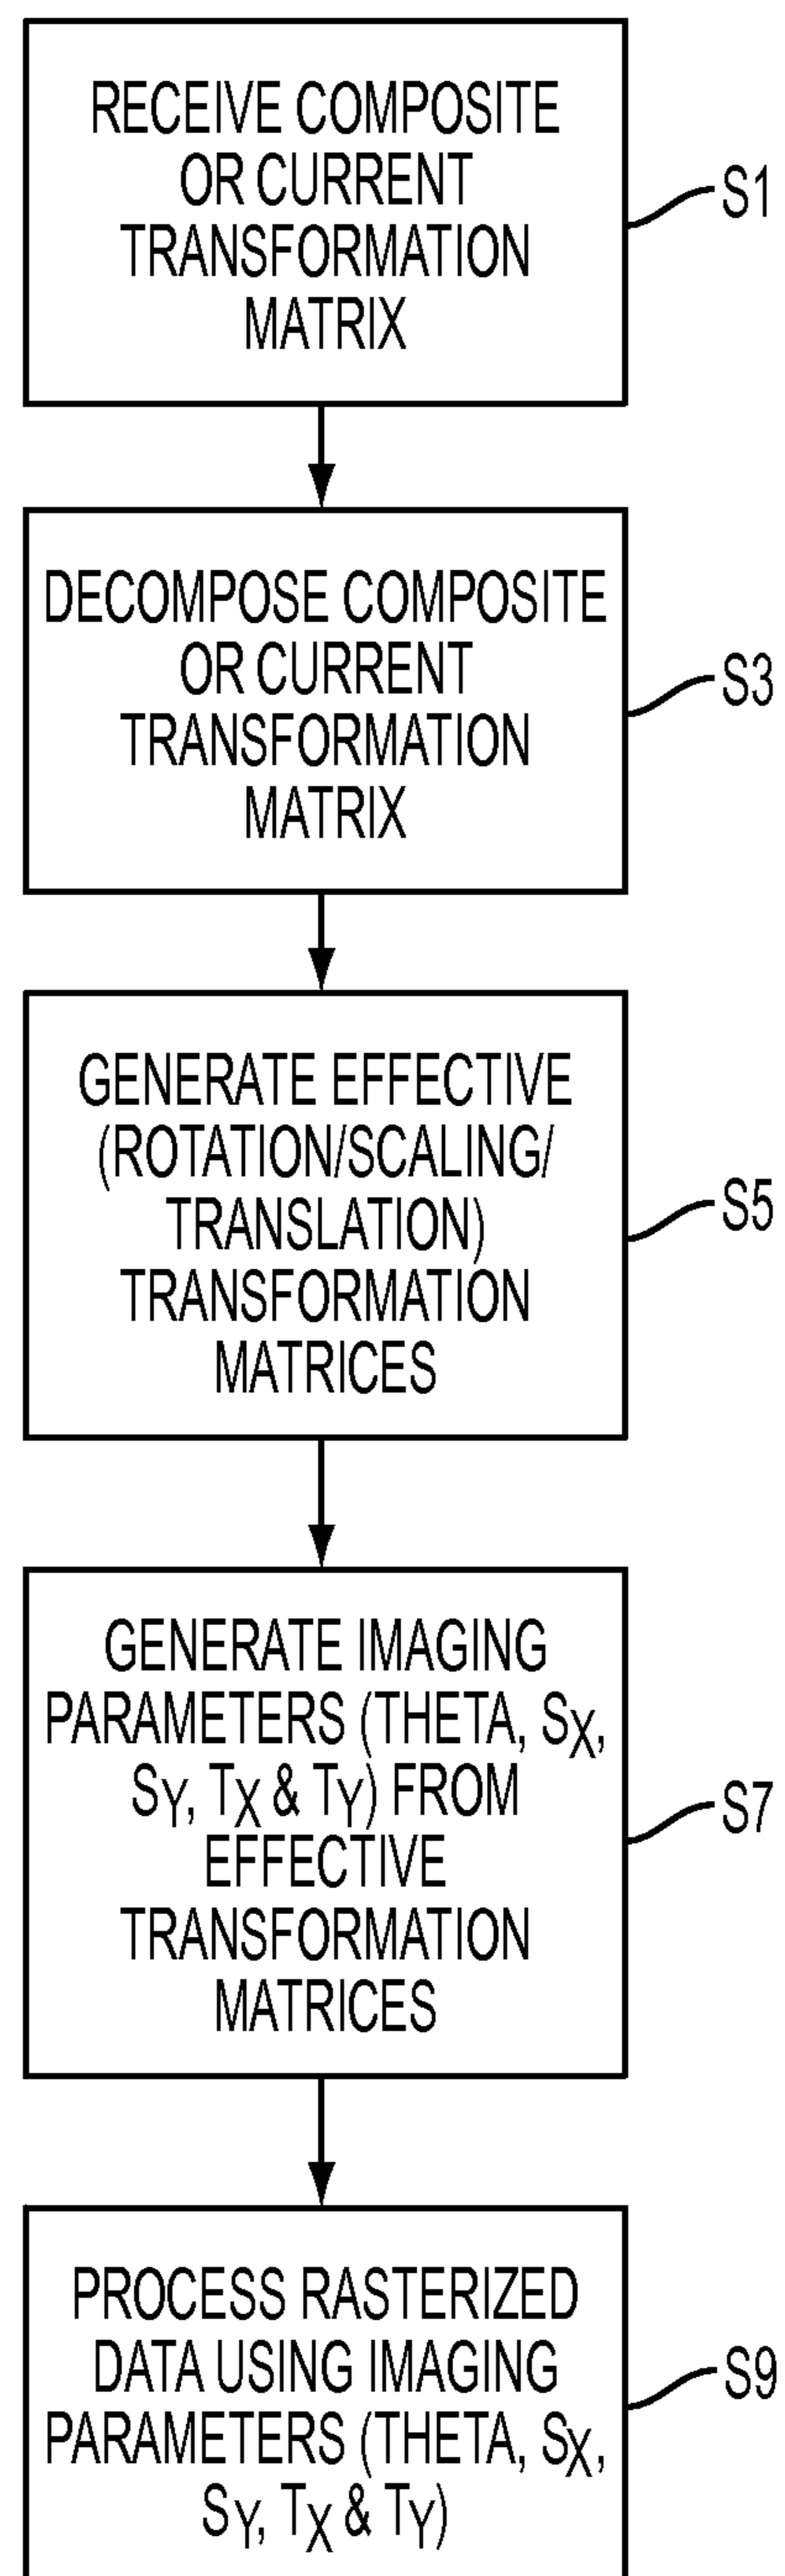 RECEIVE COMPOSITE
OR CURRENT
TRANSFORMATION
MATRIX
S1
DECOMPOSE COMPOSITE
OR CURRENT
TRANSFORMATION
MATRIX
S3
GENERATE EFFECTIVE
(ROTATION/SCALING/
TRANSLATION)
TRANSFORMATION
MATRICES
S5
GENERATE IMAGING
PARAMETERS (THETA, SX,
SY, TX & TY) FROM
EFFECTIVE
TRANSFORMATION
MATRICES
S7
PROCESS RASTERIZED
DATA USING IMAGING
PARAMETERS (THETA, SX,
SY, TX & TY)
S9